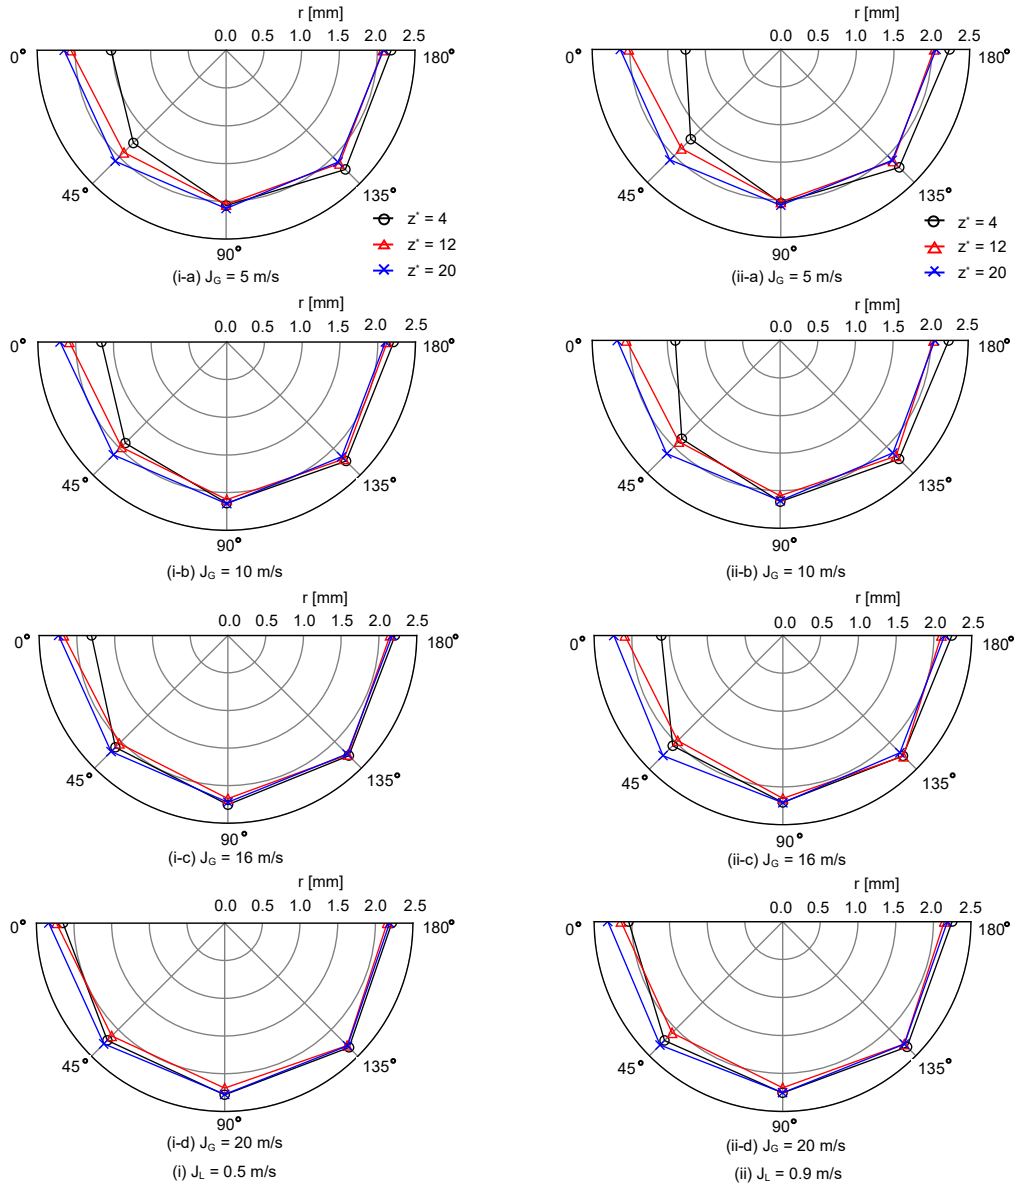 r [mm]
0.0 0.5 1.0 1.5 2.0 2.5
0° 180°
45° 135°
90°
z* = 4
z* = 12
z* = 20
(i-a) J_G = 5 m/s
r [mm]
0.0 0.5 1.0 1.5 2.0 2.5
0° 180°
45° 135°
90°
z* = 4
z* = 12
z* = 20
(ii-a) J_G = 5 m/s
r [mm]
0.0 0.5 1.0 1.5 2.0 2.5
0° 180°
45° 135°
90°
(i-b) J_G = 10 m/s
r [mm]
0.0 0.5 1.0 1.5 2.0 2.5
0° 180°
45° 135°
90°
(ii-b) J_G = 10 m/s
r [mm]
0.0 0.5 1.0 1.5 2.0 2.5
0° 180°
45° 135°
90°
(i-c) J_G = 16 m/s
r [mm]
0.0 0.5 1.0 1.5 2.0 2.5
0° 180°
45° 135°
90°
(ii-c) J_G = 16 m/s
r [mm]
0.0 0.5 1.0 1.5 2.0 2.5
0° 180°
45° 135°
90°
(i-d) J_G = 20 m/s
(i) J_L = 0.5 m/s
r [mm]
0.0 0.5 1.0 1.5 2.0 2.5
0° 180°
45° 135°
90°
(ii-d) J_G = 20 m/s
(ii) J_L = 0.9 m/s